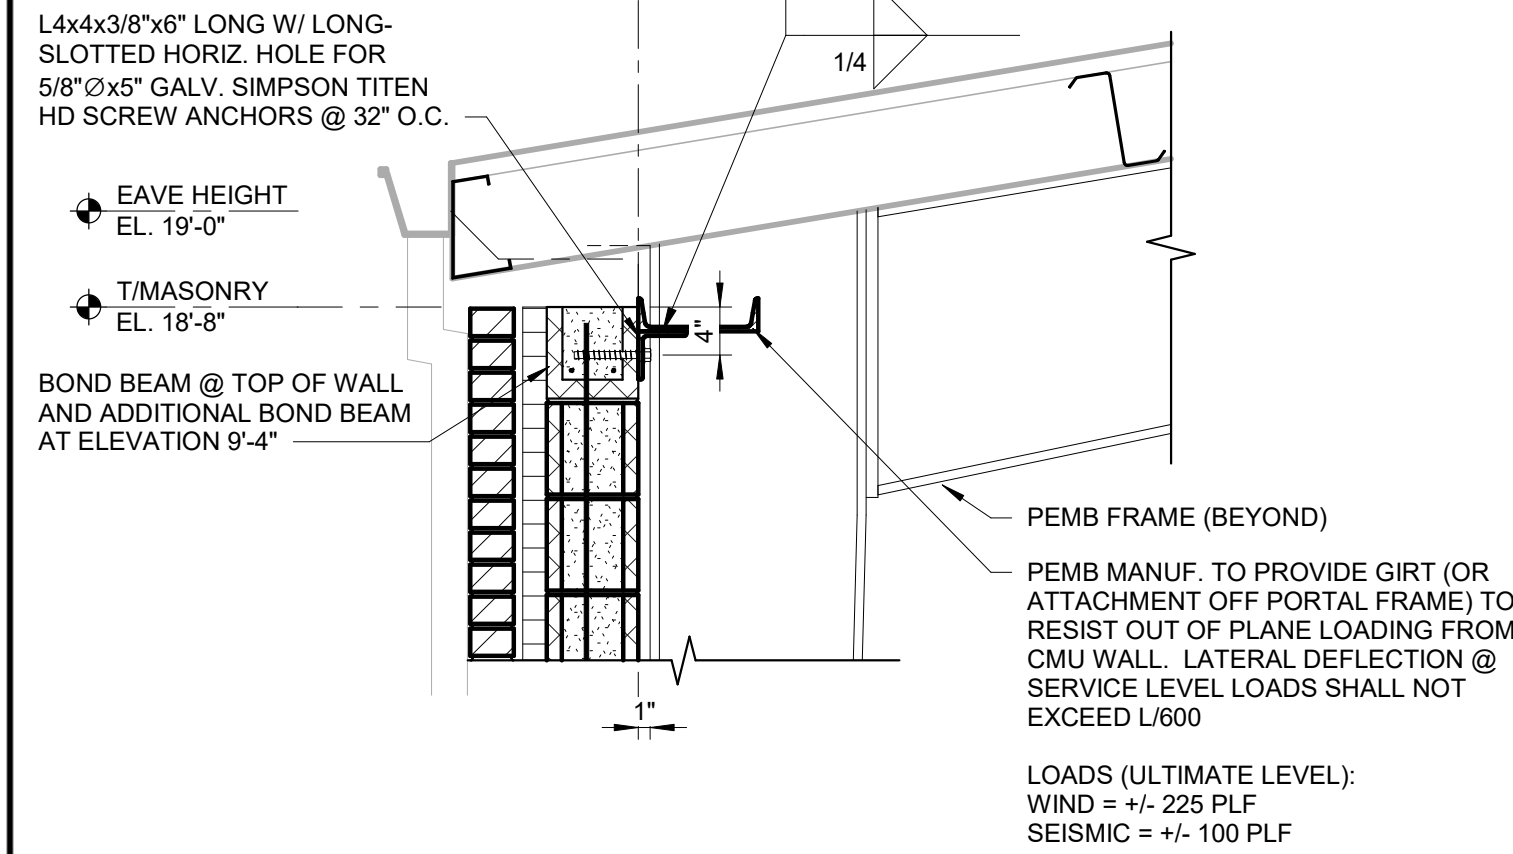 L4x4x3/8"x6" LONG W/ LONG-
SLOTTED HORIZ. HOLE FOR
5/8"Øx5" GALV. SIMPSON TITEN
HD SCREW ANCHORS @ 32" O.C.
1/4
EAVE HEIGHT
EL. 19'-0"
T/MASONRY
EL. 18'-8"
4"
BOND BEAM @ TOP OF WALL
AND ADDITIONAL BOND BEAM
AT ELEVATION 9'-4"
PEMB FRAME (BEYOND)
PEMB MANUF. TO PROVIDE GIRT (OR
ATTACHMENT OFF PORTAL FRAME) TO
RESIST OUT OF PLANE LOADING FROM
CMU WALL. LATERAL DEFLECTION @
SERVICE LEVEL LOADS SHALL NOT
EXCEED L/600
1"
LOADS (ULTIMATE LEVEL):
WIND = +/- 225 PLF
SEISMIC = +/- 100 PLF